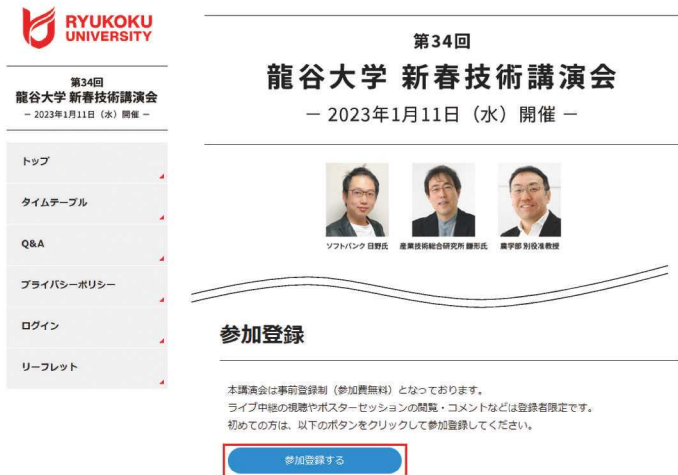 RYUKOKU
UNIVERSITY
第34回
龍谷大学 新春技術講演会
－ 2023年1月11日（水）開催 －
トップ
タイムテーブル
Q&A
プライバシーポリシー
ログイン
リーフレット
第34回
龍谷大学 新春技術講演会
－ 2023年1月11日（水）開催 －
ソフトバンク 日野氏
産業技術総合研究所 鎌形氏
農学部 別役准教授
参加登録
本講演会は事前登録制（参加費無料）となっております。
ライブ中継の視聴やポスターセッションの閲覧・コメントなどは登録者限定です。
初めての方は、以下のボタンをクリックして参加登録してください。
参加登録する